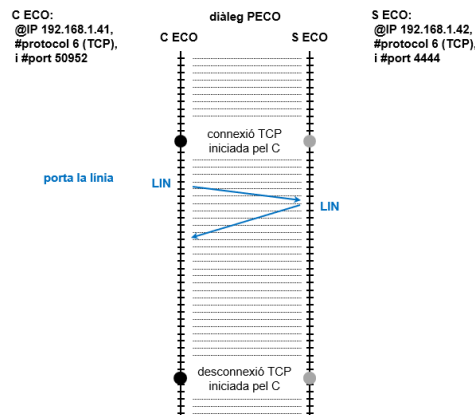 C ECO:
@IP 192.168.1.41,
#protocol 6 (TCP),
i #port 50952
diàleg PECO
C ECO
S ECO
S ECO:
@IP 192.168.1.42,
#protocol 6 (TCP),
i #port 4444
connexió TCP
iniciada pel C
porta la línia
LIN
LIN
desconnexió TCP
iniciada pel C